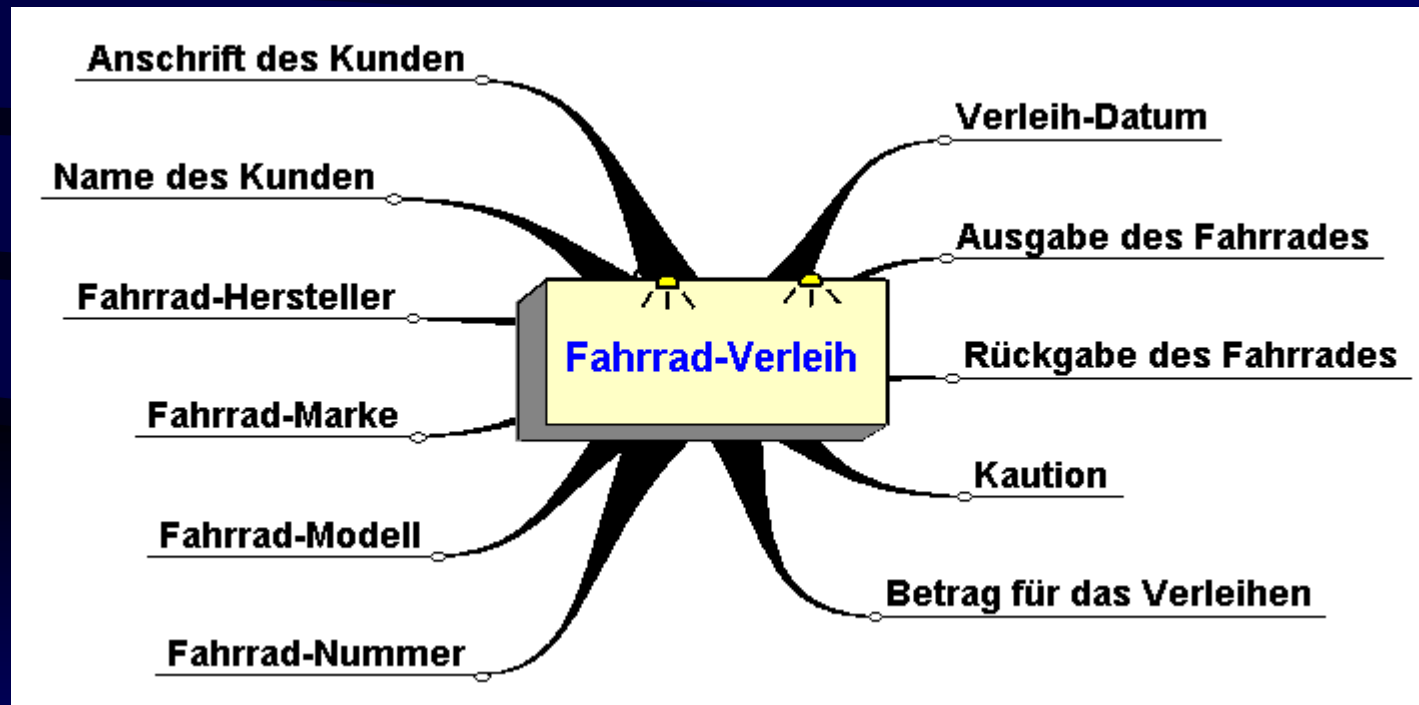 Anschrift des Kunden
Name des Kunden
Fahrrad-Hersteller
Fahrrad-Marke
Fahrrad-Modell
Fahrrad-Nummer
Fahrrad-Verleih
Verleih-Datum
Ausgabe des Fahrrades
Rückgabe des Fahrrades
Kaution
Betrag für das Verleihen